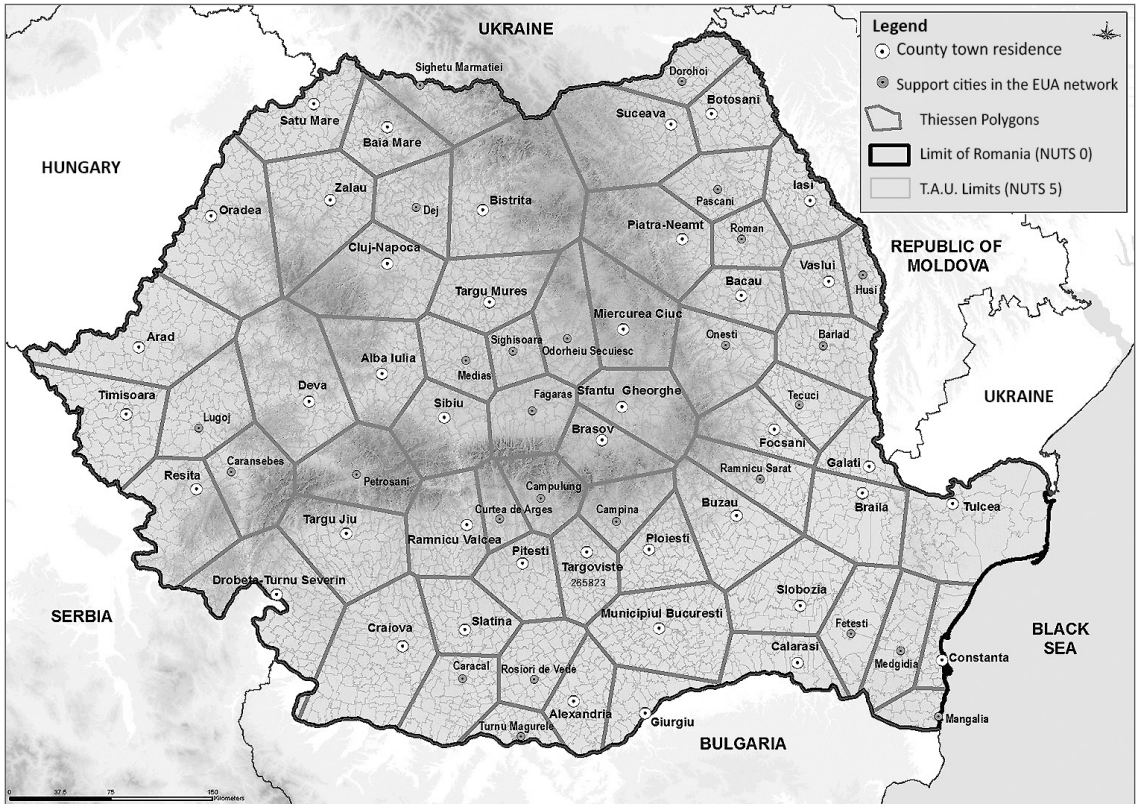 UKRAINE
Legend
County town residence
Support cities in the EUA network
Thiessen Polygons
Limit of Romania (NUTS 0)
T.A.U. Limits (NUTS 5)
Sighetu Marmatiei
Dorohoi
Satu Mare
Baia Mare
Suceava
Botosani
HUNGARY
Zalau
Iasi
Oradea
Dej
Bistrita
Pascani
Piatra-Neamt
Roman
Cluj-Napoca
REPUBLIC OF
MOLDOVA
Vaslui
Husi
Targu Mures
Bacau
Miercurea Ciuc
Arad
Sighisoara
Odorheiu Secuiesc
Onesti
Barlad
Alba Iulia
Medias
Timisoara
Deva
Fagaras
Sfantu Gheorghe
UKRAINE
Lugoj
Sibiu
Tecuci
Brasov
Focsani
Resita
Caransebes
Petrosani
Ramnicu Sarat
Galati
Campulung
Targu Jiu
Curtea de Arges
Campina
Buzau
Braila
Tulcea
Ramnicu Valcea
Pitesti
Ploiesti
Targoviste
265823
Drobeta-Turnu Severin
Slobozia
SERBIA
Craiova
Slatina
Municipiul Bucuresti
Fetesti
BLACK
SEA
Calarasi
Caracal
Rosiori de Vede
Medgidia
Constanta
Alexandria
Turnu Magurele
Giurgiu
Mangalia
BULGARIA
0 37.5 75 150
Kilometers